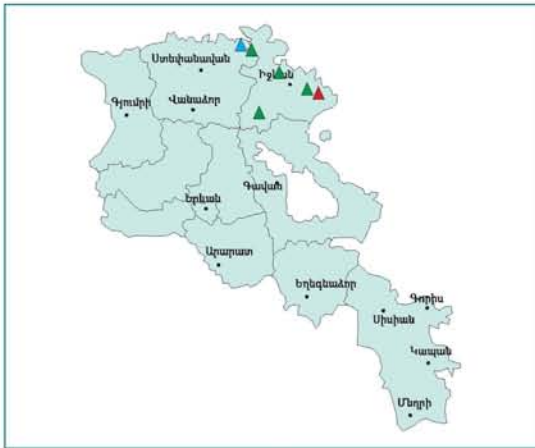 Ստեփանավան
Իջևան
Գյումրի
Վանաձոր
Գավառ
Երևան
Արարատ
Եղեգնաձոր
Գորիս
Սիսիան
Կապան
Մեղրի